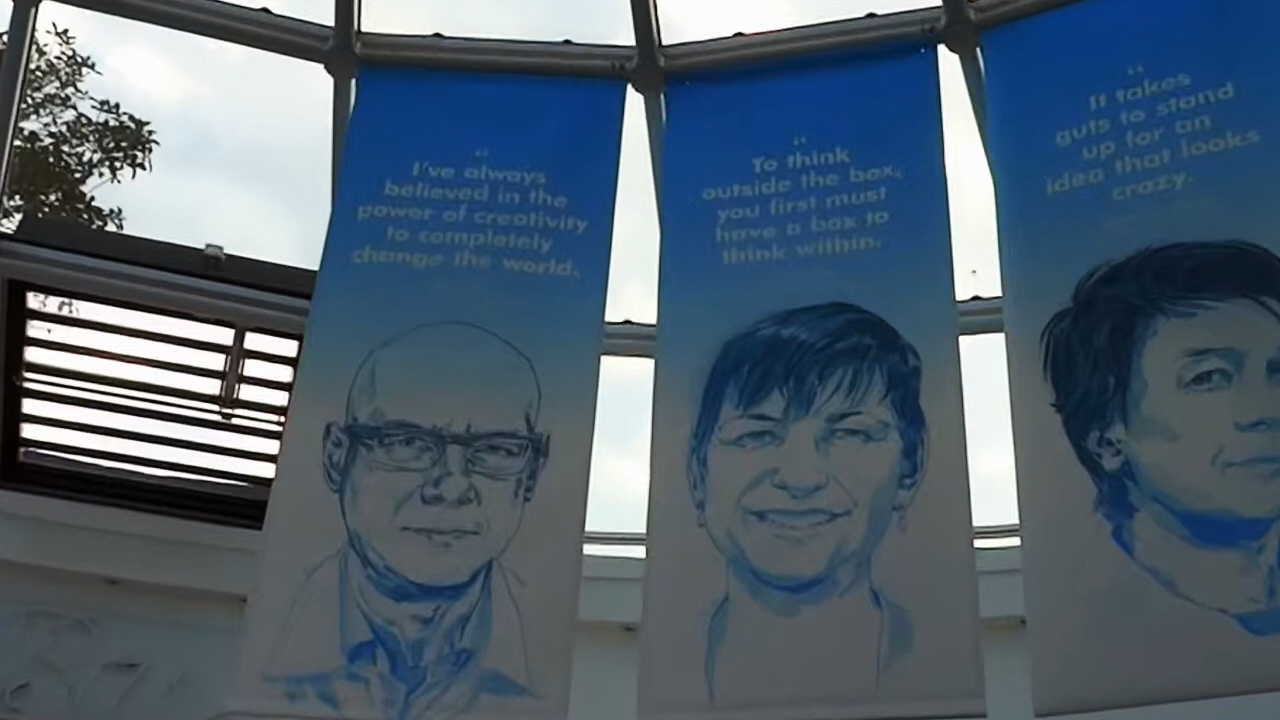 “
I've always
believed in the
power of creativity
to completely
change the world.
“
To think
outside the box,
you first must
have a box to
think within.
“
It takes
guts to stand
up for an
idea that looks
crazy.